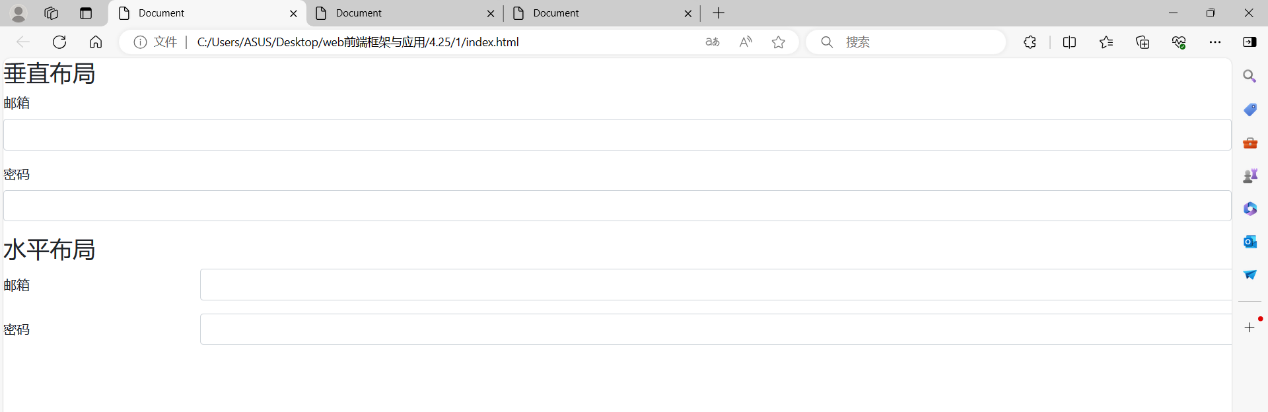 Document
Document
Document
文件 C:/Users/ASUS/Desktop/web前端框架与应用/4.25/1/index.html
搜索
垂直布局
邮箱
密码
水平布局
邮箱
密码